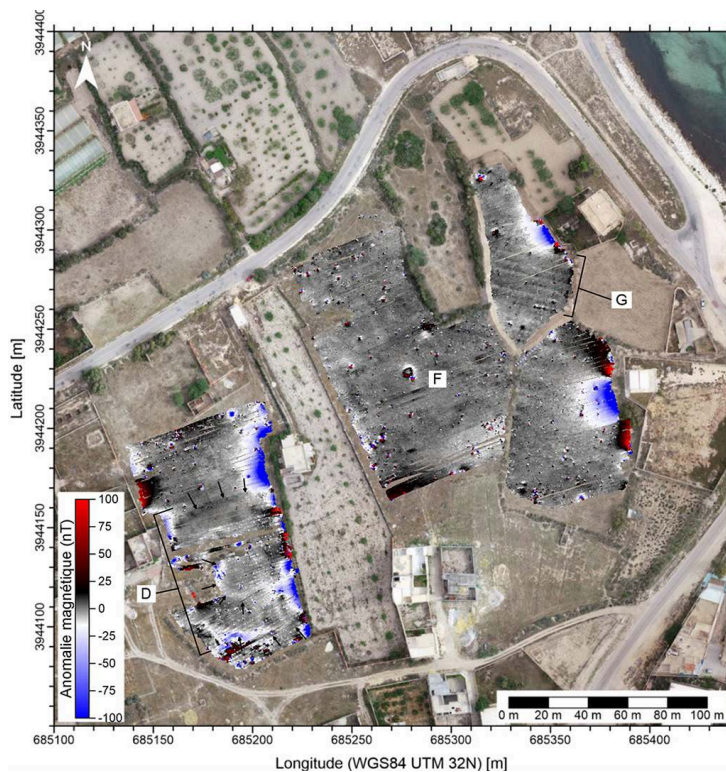 3944400
3944350
3944300
3944250
3944200
3944150
3944100
Latitude [m]
N
G
F
D
Anomalie magnétique (nT)
100
75
50
25
0
-25
-50
-75
-100
0 m 20 m 40 m 60 m 80 m 100 m
685100 685150 685200 685250 685300 685350 685400
Longitude (WGS84 UTM 32N) [m]